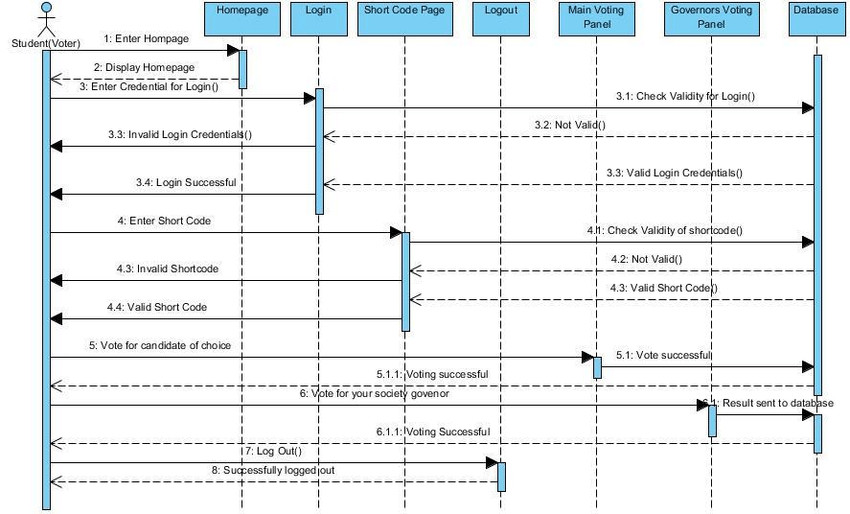 Homepage
Login
Short Code Page
Logout
Main Voting
Panel
Governors Voting
Panel
Database
Student(Voter)
1: Enter Hompage
2: Display Homepage
3: Enter Credential for Login()
3.1: Check Validity for Login()
3.2: Not Valid()
3.3: Invalid Login Credentials()
3.3: Valid Login Credentials()
3.4: Login Successful
4: Enter Short Code
4.1: Check Validity of shortcode()
4.2: Not Valid()
4.3: Invalid Shortcode
4.3: Valid Short Code()
4.4: Valid Short Code
5: Vote for candidate of choice
5.1: Vote successful
5.1.1: Voting successful
6: Vote for your society govenor
6.1: Result sent to database
6.1.1: Voting Successful
7: Log Out()
8: Successfully logged out